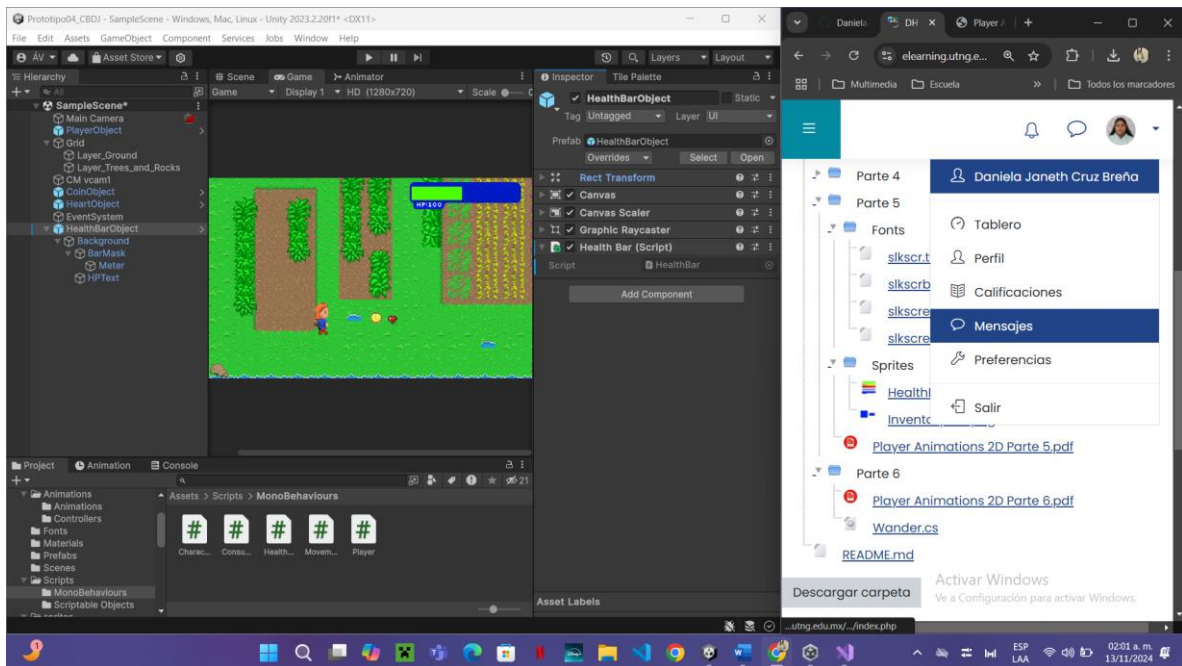 Prototipo04_CBDJ - SampleScene - Windows, Mac, Linux - Unity 2023.2.20f1* <DX11>
File Edit Assets GameObject Component Services Jobs Window Help
ÁV Asset Store Layers Layout
Hierarchy
All
SampleScene*
Main Camera
PlayerObject
Grid
Layer_Ground
Layer_Trees_and_Rocks
CM vcam1
CoinObject
HeartObject
EventSystem
HealthBarObject
Background
BarMask
Meter
HPText
Scene Game Animator
Game Display 1 HD (1280x720) Scale
HP:100
Inspector Tile Palette
HealthBarObject Static
Tag Untagged Layer UI
Prefab HealthBarObject
Overrides Select Open
Rect Transform
Canvas
Canvas Scaler
Graphic Raycaster
Health Bar (Script)
Script HealthBar
Add Component
Asset Labels
Project Animation Console
21
Animations
Animations
Controllers
Fonts
Materials
Prefabs
Scenes
Scripts
MonoBehaviours
Scriptable Objects
Assets > Scripts > MonoBehaviours
Charac... Consu... Health... Movem... Player
Daniela DH Player
elearning.utng.e...
Multimedia Escuela Todos los marcadores
Parte 4
Parte 5
Fonts
slkscr.t
slkscrb
slkscre
slkscre
Sprites
Health
Invent
Player Animations 2D Parte 5.pdf
Parte 6
Player Animations 2D Parte 6.pdf
Wander.cs
README.md
Daniela Janeth Cruz Breña
Tablero
Perfil
Calificaciones
Mensajes
Preferencias
Salir
Descargar carpeta
Activar Windows
Ve a Configuración para activar Windows.
...utng.edu.mx/.../index.php
ESP
LAA
02:01 a. m.
13/11/2024